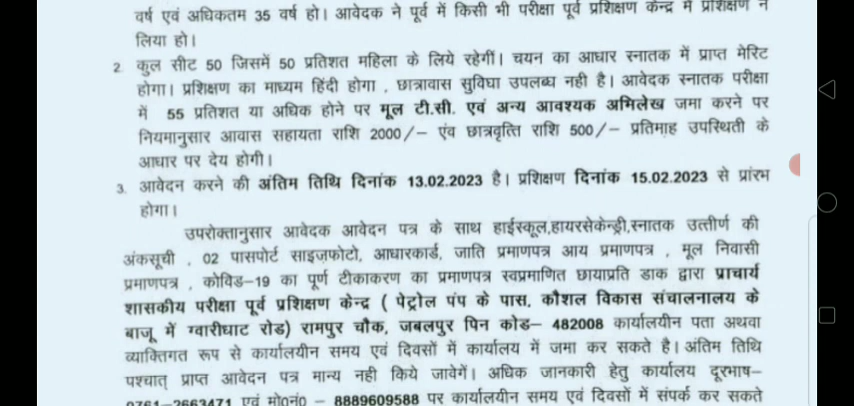 वर्ष एवं अधिकतम 35 वर्ष हो। आवेदक ने पूर्व में किसी भी परीक्षा पूर्व प्रशिक्षण केन्द्र में प्रशिक्षण न
लिया हो।
2. कुल सीट 50 जिसमें 50 प्रतिशत महिला के लिये रहेगीं। चयन का आधार स्नातक में प्राप्त मेरिट
होगा। प्रशिक्षण का माध्यम हिंदी होगा , छात्रावास सुविघा उपलब्ध नही है। आवेदक स्नातक परीक्षा
में 55 प्रतिशत या अधिक होने पर मूल टी.सी. एवं अन्य आवश्यक अभिलेख जमा करने पर
नियमानुसार आवास सहायता राशि 2000/– एंव छात्रवृत्ति राशि 500/– प्रतिमाह उपस्थिती के
आधार पर देय होगी।
3. आवेदन करने की अंतिम तिथि दिनांक 13.02.2023 है। प्रशिक्षण दिनांक 15.02.2023 से प्रांरभ
होगा।
उपरोक्तानुसार आवेदक आवेदन पत्र के साथ हाईस्कूल,हायरसेकेन्ड्री,स्नातक उत्तीर्ण की
अंकसूची , 02 पासपोर्ट साइज़फोटो, आधारकार्ड, जाति प्रमाणपत्र आय प्रमाणपत्र , मूल निवासी
प्रमाणपत्र , कोविड–19 का पूर्ण टीकाकरण का प्रमाणपत्र स्वप्रमाणित छायाप्रति डाक द्वारा प्राचार्य
शासकीय परीक्षा पूर्व प्रशिक्षण केन्द्र ( पेट्रोल पंप के पास, कौशल विकास संचालनालय के
बाजू में ग्वारीघाट रोड) रामपुर चौक, जबलपुर पिन कोड– 482008 कार्यालयीन पता अथवा
व्याक्तिगत रूप से कार्यालयीन समय एवं दिवसों में कार्यालय में जमा कर सकते है। अंतिम तिथि
पश्चात् प्राप्त आवेदन पत्र मान्य नही किये जावेगें। अधिक जानकारी हेतु कार्यालय दूरभाष–
0761–2663471 एवं मो0नं0 – 8889609588 पर कार्यालयीन समय एवं दिवसों में संपर्क कर सकते